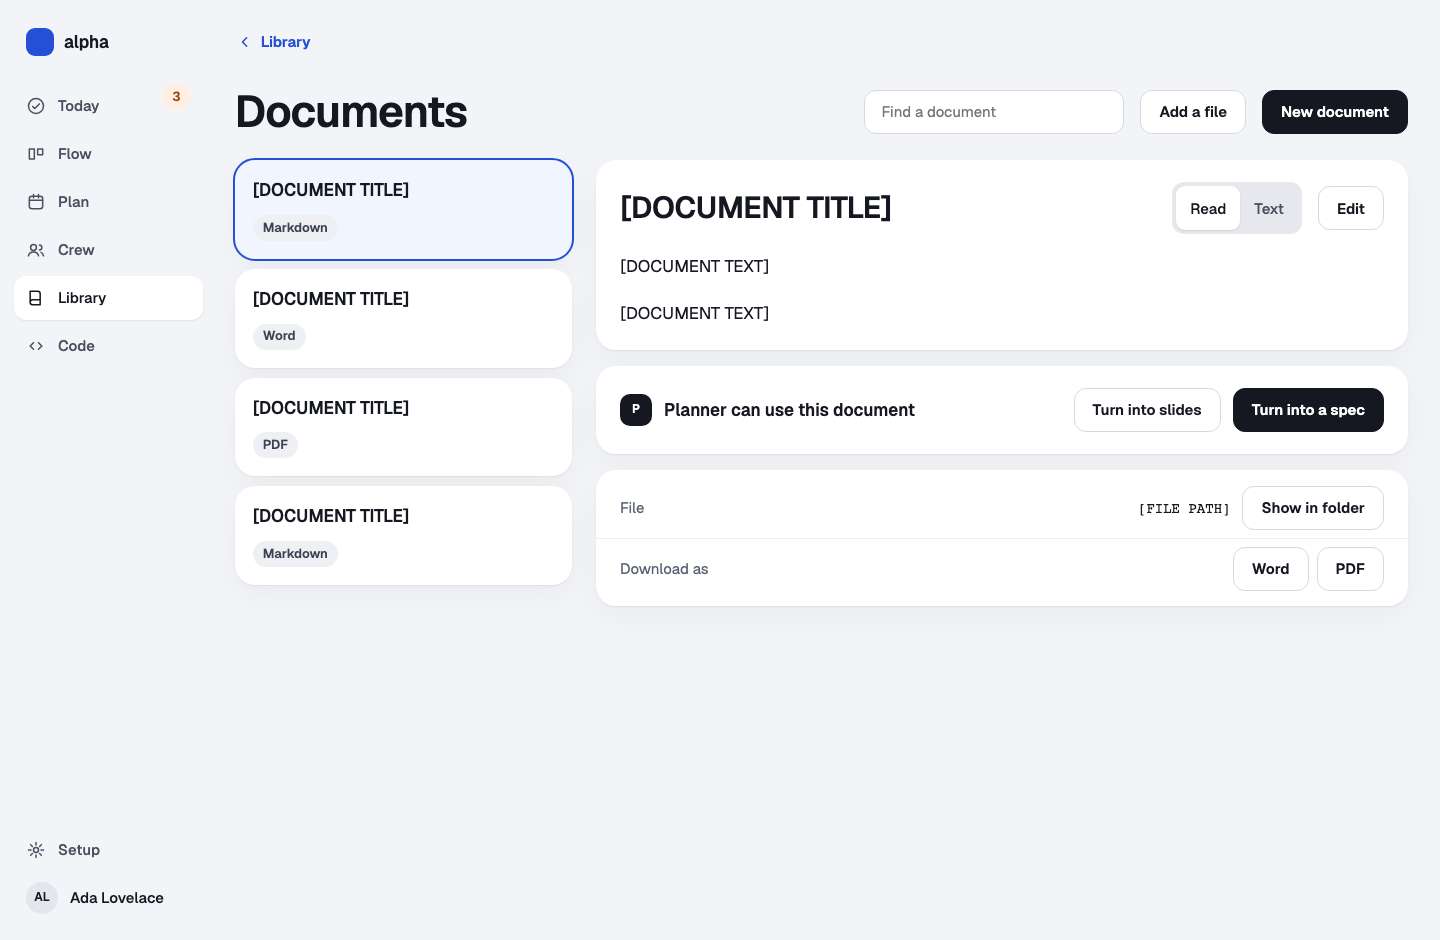 alpha
Today
3
Flow
Plan
Crew
Library
Code
Setup
AL
Ada Lovelace
Library
Documents
Find a document
Add a file
New document
[DOCUMENT TITLE]
Markdown
[DOCUMENT TITLE]
Word
[DOCUMENT TITLE]
PDF
[DOCUMENT TITLE]
Markdown
[DOCUMENT TITLE]
Read
Text
Edit
[DOCUMENT TEXT]
[DOCUMENT TEXT]
P
Planner can use this document
Turn into slides
Turn into a spec
File
[FILE PATH]
Show in folder
Download as
Word
PDF